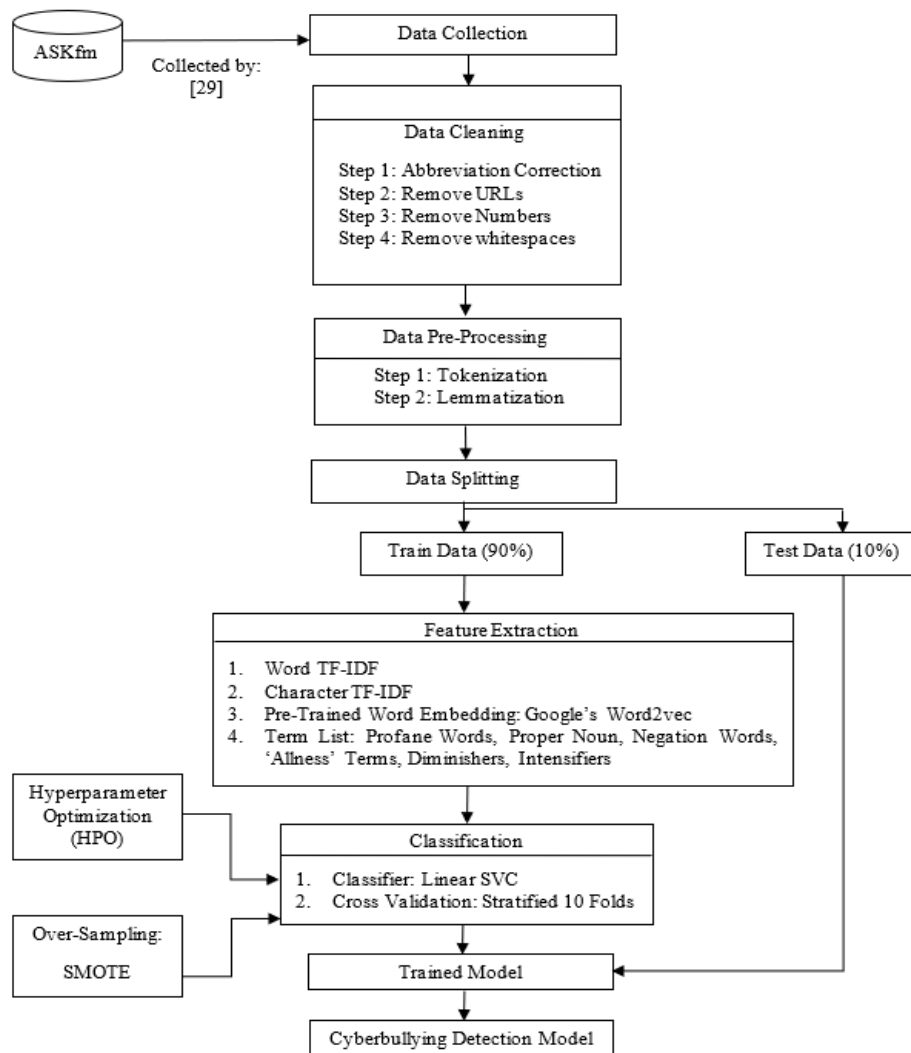 ASKfm
Collected by:
[29]
Data Collection
Data Cleaning
Step 1: Abbreviation Correction
Step 2: Remove URLs
Step 3: Remove Numbers
Step 4: Remove whitespaces
Data Pre-Processing
Step 1: Tokenization
Step 2: Lemmatization
Data Splitting
Train Data (90%)
Test Data (10%)
Feature Extraction
1. Word TF-IDF
2. Character TF-IDF
3. Pre-Trained Word Embedding: Google's Word2vec
4. Term List: Profane Words, Proper Noun, Negation Words,
‘Allness’ Terms, Diminishers, Intensifiers
Hyperparameter
Optimization
(HPO)
Classification
1. Classifier: Linear SVC
2. Cross Validation: Stratified 10 Folds
Over-Sampling:
SMOTE
Trained Model
Cyberbullying Detection Model